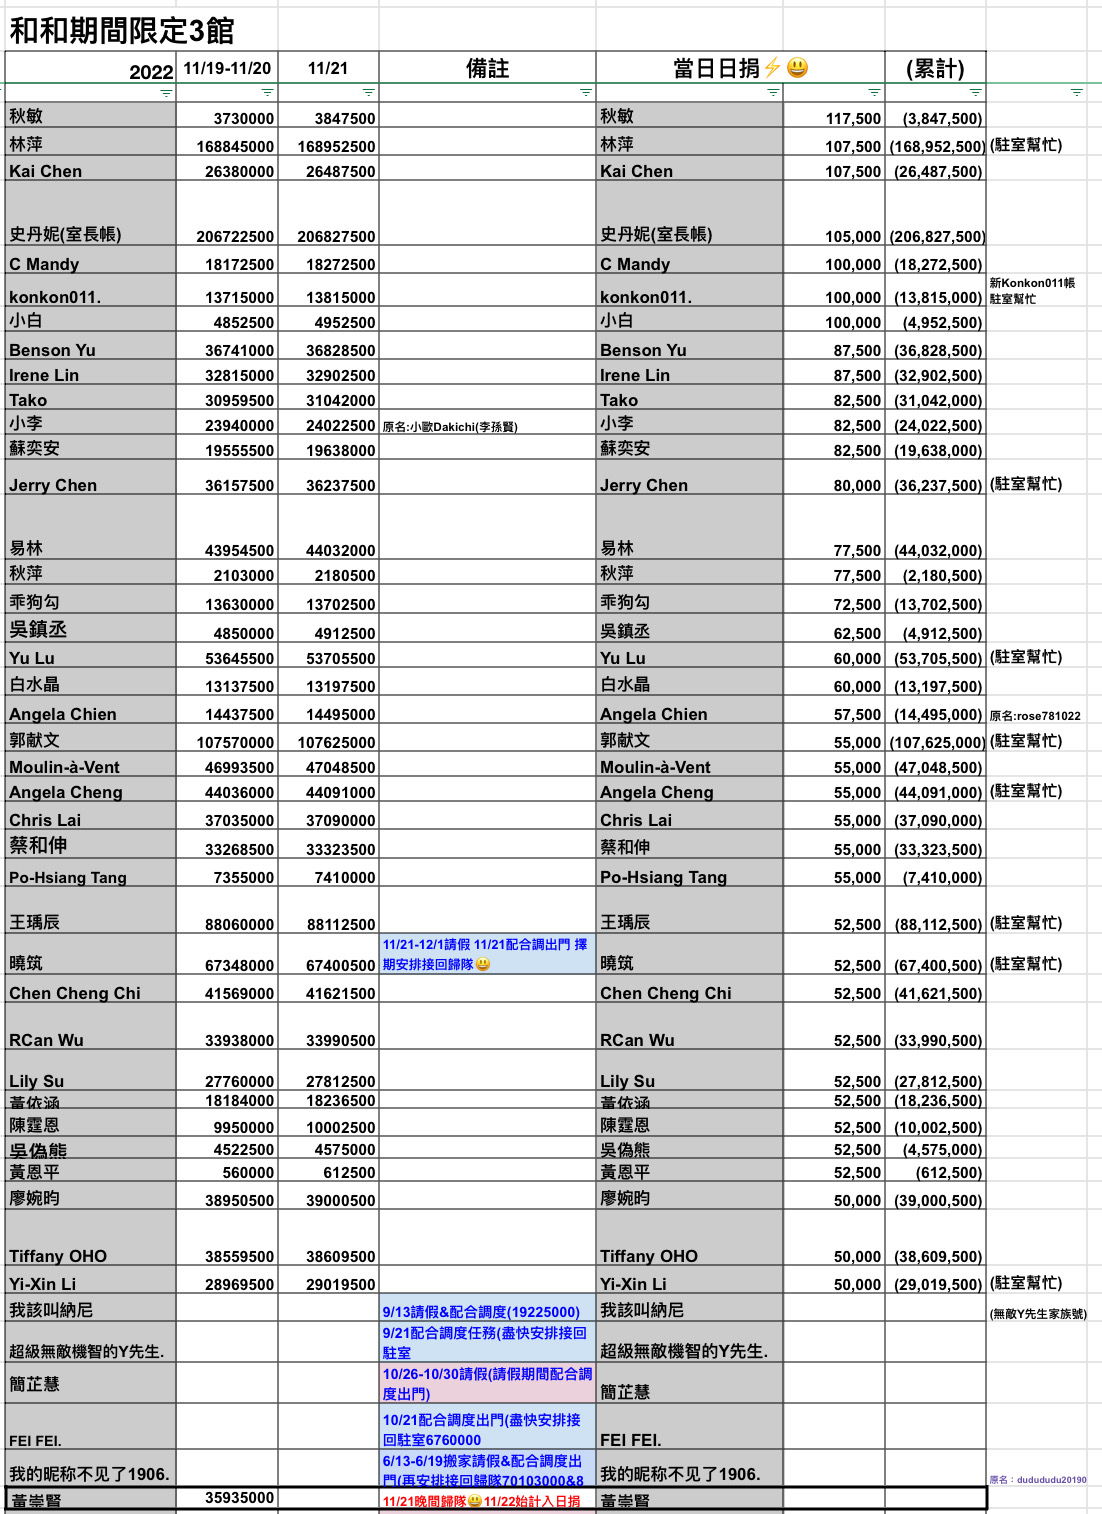 和和期間限定3館
2022 11/19-11/20 11/21 備註 當日日捐⚡😃 (累計)
秋敏 3730000 3847500 秋敏 117,500 (3,847,500)
林萍 168845000 168952500 林萍 107,500 (168,952,500) (駐室幫忙)
Kai Chen 26380000 26487500 Kai Chen 107,500 (26,487,500)
史丹妮(室長帳) 206722500 206827500 史丹妮(室長帳) 105,000 (206,827,500)
C Mandy 18172500 18272500 C Mandy 100,000 (18,272,500)
新Konkon011帳
konkon011. 13715000 13815000 konkon011. 100,000 (13,815,000) 駐室幫忙
小白 4852500 4952500 小白 100,000 (4,952,500)
Benson Yu 36741000 36828500 Benson Yu 87,500 (36,828,500)
Irene Lin 32815000 32902500 Irene Lin 87,500 (32,902,500)
Tako 30959500 31042000 Tako 82,500 (31,042,000)
小李 23940000 24022500 原名:小歐Dakichi(李孫賢) 小李 82,500 (24,022,500)
蘇奕安 19555500 19638000 蘇奕安 82,500 (19,638,000)
Jerry Chen 36157500 36237500 Jerry Chen 80,000 (36,237,500) (駐室幫忙)
易林 43954500 44032000 易林 77,500 (44,032,000)
秋萍 2103000 2180500 秋萍 77,500 (2,180,500)
乖狗勾 13630000 13702500 乖狗勾 72,500 (13,702,500)
吳鎮丞 4850000 4912500 吳鎮丞 62,500 (4,912,500)
Yu Lu 53645500 53705500 Yu Lu 60,000 (53,705,500) (駐室幫忙)
白水晶 13137500 13197500 白水晶 60,000 (13,197,500)
Angela Chien 14437500 14495000 Angela Chien 57,500 (14,495,000) 原名:rose781022
郭献文 107570000 107625000 郭献文 55,000 (107,625,000) (駐室幫忙)
Moulin-à-Vent 46993500 47048500 Moulin-à-Vent 55,000 (47,048,500)
Angela Cheng 44036000 44091000 Angela Cheng 55,000 (44,091,000) (駐室幫忙)
Chris Lai 37035000 37090000 Chris Lai 55,000 (37,090,000)
蔡和伸 33268500 33323500 蔡和伸 55,000 (33,323,500)
Po-Hsiang Tang 7355000 7410000 Po-Hsiang Tang 55,000 (7,410,000)
王瑀辰 88060000 88112500 王瑀辰 52,500 (88,112,500) (駐室幫忙)
11/21-12/1請假 11/21配合調出門 擇
曉筑 67348000 67400500 期安排接回歸隊😃 曉筑 52,500 (67,400,500) (駐室幫忙)
Chen Cheng Chi 41569000 41621500 Chen Cheng Chi 52,500 (41,621,500)
RCan Wu 33938000 33990500 RCan Wu 52,500 (33,990,500)
Lily Su 27760000 27812500 Lily Su 52,500 (27,812,500)
黃依涵 18184000 18236500 黃依涵 52,500 (18,236,500)
陳霆恩 9950000 10002500 陳霆恩 52,500 (10,002,500)
吳偽熊 4522500 4575000 吳偽熊 52,500 (4,575,000)
黃恩平 560000 612500 黃恩平 52,500 (612,500)
廖婉昀 38950500 39000500 廖婉昀 50,000 (39,000,500)
Tiffany OHO 38559500 38609500 Tiffany OHO 50,000 (38,609,500)
Yi-Xin Li 28969500 29019500 Yi-Xin Li 50,000 (29,019,500) (駐室幫忙)
我該叫納尼 9/13請假&配合調度(19225000) 我該叫納尼 (無敵Y先生家族號)
9/21配合調度任務(盡快安排接回
超級無敵機智的Y先生. 駐室 超級無敵機智的Y先生.
10/26-10/30請假(請假期間配合調
簡芷慧 度出門) 簡芷慧
10/21配合調度出門(盡快安排接
FEI FEI. 回駐室6760000 FEI FEI.
6/13-6/19搬家請假&配合調度出
我的昵称不见了1906. 門(再安排接回歸隊70103000&8 我的昵称不见了1906. 原名：dudududu20190
黃崇賢 35935000 11/21晚間歸隊😃11/22始計入日捐 黃崇賢